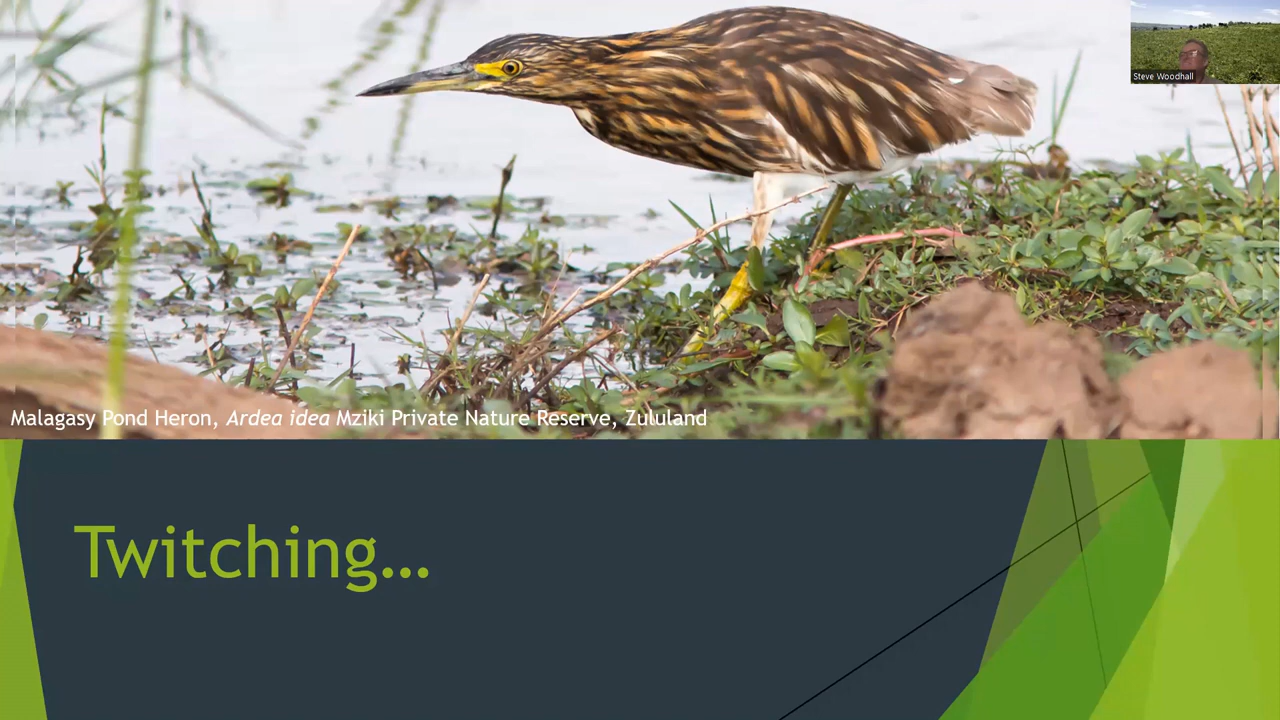 Steve Woodhall
Malagasy Pond Heron, Ardea idea Mziki Private Nature Reserve, Zululand
Twitching...